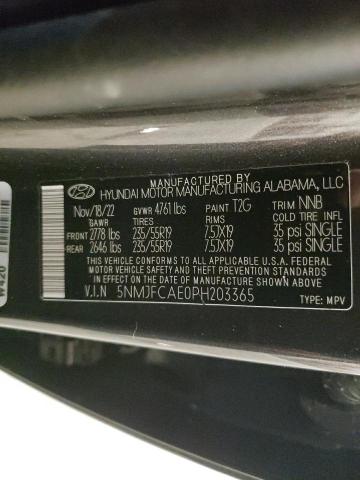 MANUFACTURED BY
HYUNDAI MOTOR MANUFACTURING ALABAMA, LLC
Nov/18/22 GVWR 4761 lbs PAINT T2G TRIM NNB
GAWR TIRES RIMS COLD TIRE INFL
FRONT 2778 lbs 235/55R19 7.5JX19 35 psi SINGLE
REAR 2646 lbs 235/55R19 7.5JX19 35 psi SINGLE
THIS VEHICLE CONFORMS TO ALL APPLICABLE U.S.A. FEDERAL
MOTOR VEHICLE SAFETY, BUMPER, AND THEFT PREVENTION
STANDARDS IN EFFECT ON THE DATE OF MANUFACTURE SHOWN ABOVE.
V.I.N 5NMJFCAE0PH203365 TYPE: MPV
W420